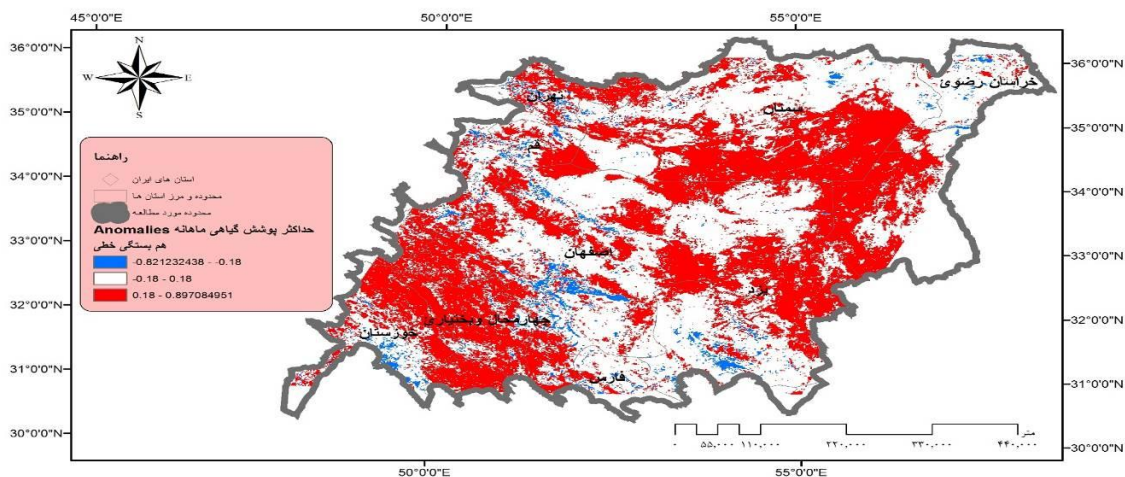 45°0'0"E 50°0'0"E 55°0'0"E
36°0'0"N 36°0'0"N
35°0'0"N 35°0'0"N
34°0'0"N 34°0'0"N
33°0'0"N 33°0'0"N
32°0'0"N 32°0'0"N
31°0'0"N 31°0'0"N
30°0'0"N 30°0'0"N
50°0'0"E 55°0'0"E
N
W E
S
راهنما
استان های ایران
محدوده و مرز استان ها
محدوده مورد مطالعه
حداکثر پوشش گیاهی ماهانه Anomalies
هم بستگی خطی
-0.821232438 - -0.18
-0.18 - 0.18
0.18 - 0.897084951
خراسان رضوی
تهران
سمنان
قم
اصفهان
یزد
چهارمحال وبختیاری
خوزستان
فارس
متر
۰ ۵۵,۰۰۰ ۱۱۰,۰۰۰ ۲۲۰,۰۰۰ ۳۳۰,۰۰۰ ۴۴۰,۰۰۰